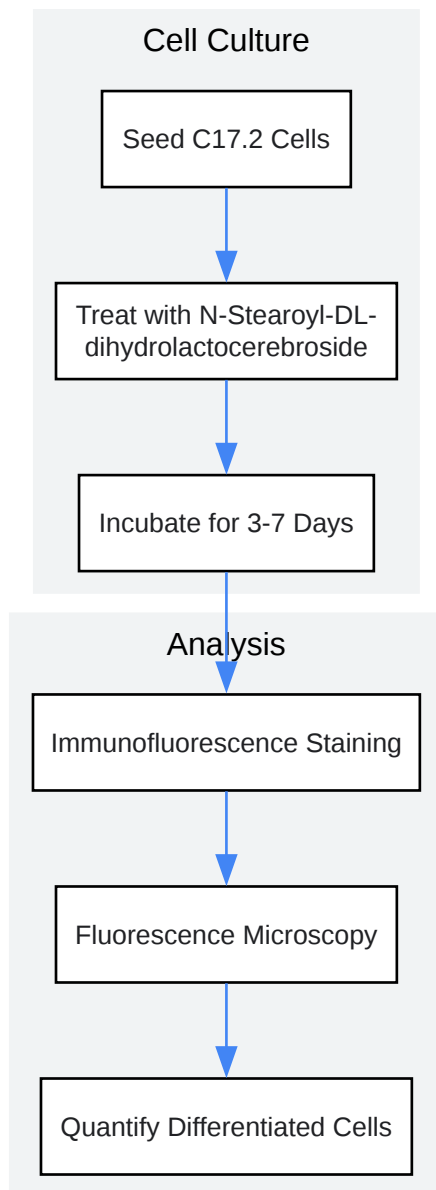 Cell Culture
Seed C17.2 Cells
Treat with N-Stearoyl-DL-
dihydrolactocerebroside
Incubate for 3-7 Days
Analysis
Immunofluorescence Staining
Fluorescence Microscopy
Quantify Differentiated Cells